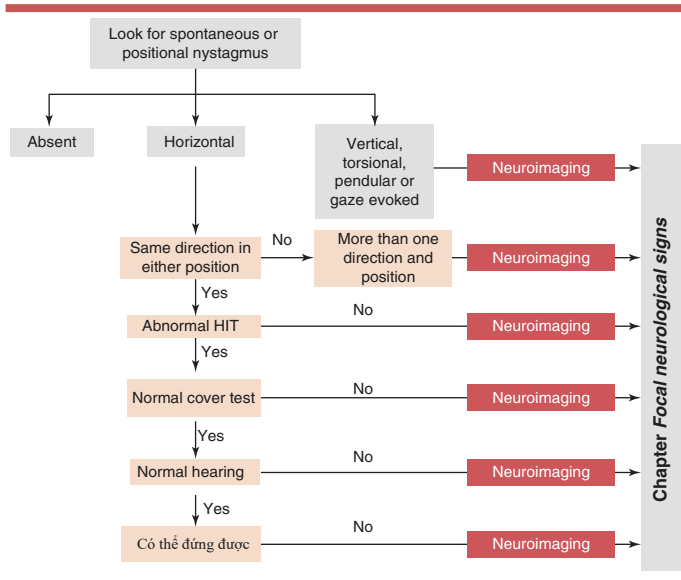 Look for spontaneous or
positional nystagmus
Absent
Horizontal
Vertical,
torsional,
pendular or
gaze evoked
Neuroimaging
Same direction in
either position
No
More than one
direction and
position
Neuroimaging
Yes
Abnormal HIT
No
Neuroimaging
Yes
Normal cover test
No
Neuroimaging
Yes
Normal hearing
No
Neuroimaging
Yes
Có thể đứng được
No
Neuroimaging
Chapter Focal neurological signs